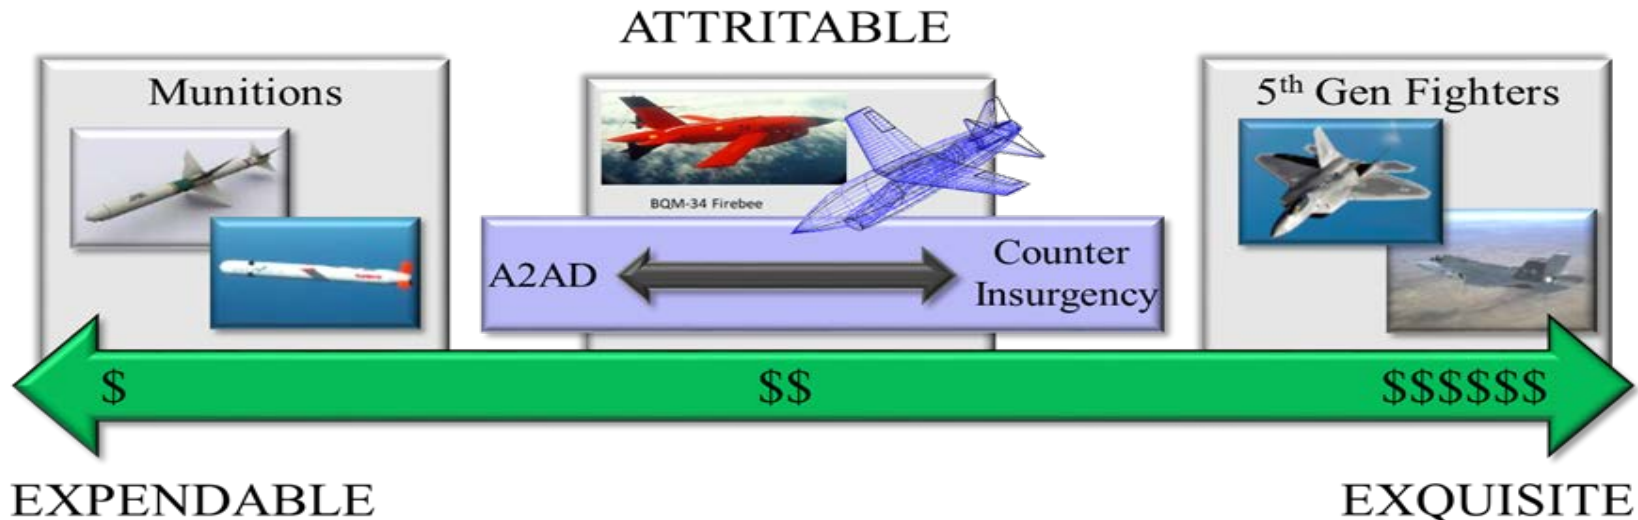 ATTRITABLE
Munitions
BQM-34 Firebee
5th Gen Fighters
A2AD
Counter
Insurgency
$
$$
$$$$$$
EXPENDABLE
EXQUISITE